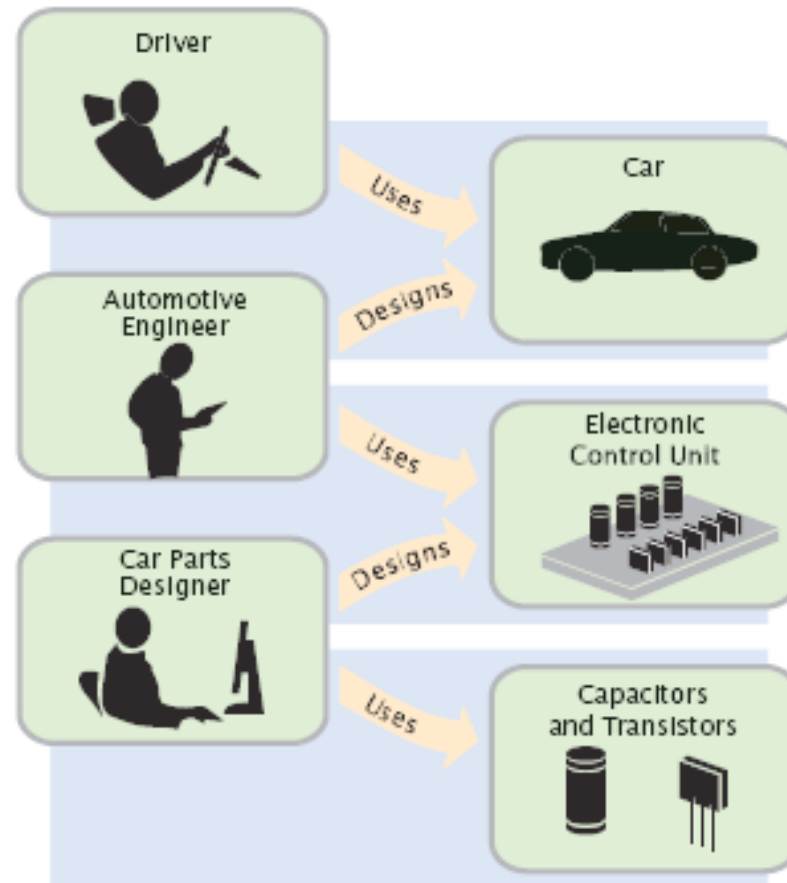 Driver
Uses
Car
Automotive
Engineer
Designs
Uses
Electronic
Control Unit
Car Parts
Designer
Designs
Uses
Capacitors
and Transistors